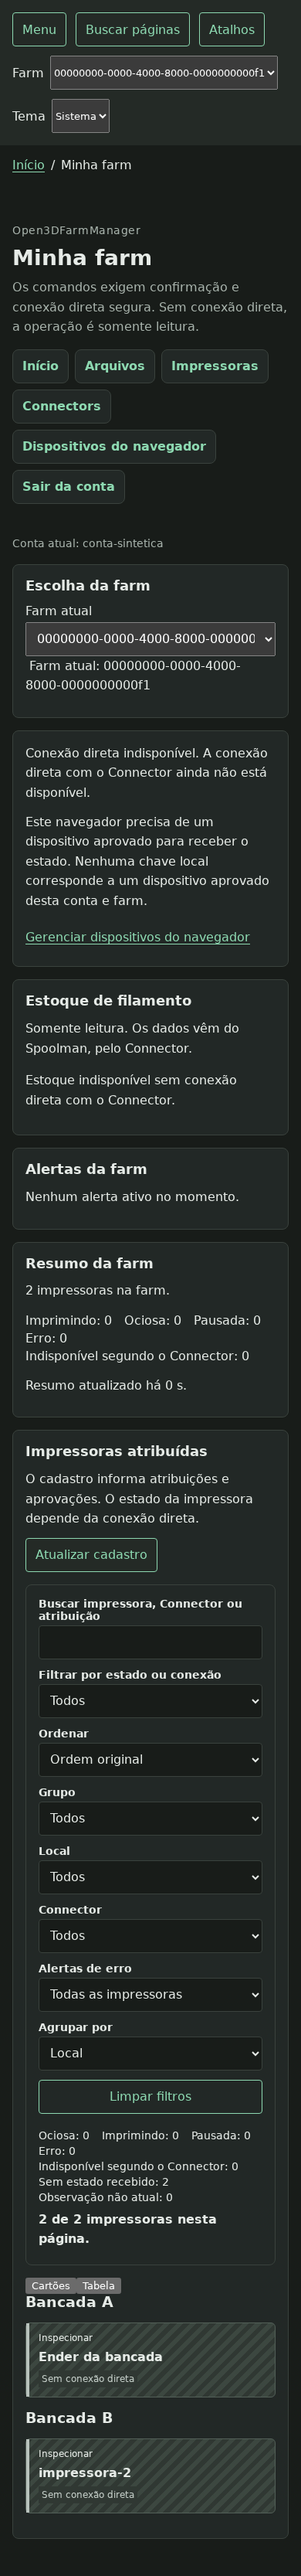 Menu
Buscar páginas
Atalhos
Farm
00000000-0000-4000-8000-0000000000f1
Tema
Sistema
Início / Minha farm
Open3DFarmManager
Minha farm
Os comandos exigem confirmação e
conexão direta segura. Sem conexão direta,
a operação é somente leitura.
Início
Arquivos
Impressoras
Connectors
Dispositivos do navegador
Sair da conta
Conta atual: conta-sintetica
Escolha da farm
Farm atual
00000000-0000-4000-8000-000000
Farm atual: 00000000-0000-4000-
8000-0000000000f1
Conexão direta indisponível. A conexão
direta com o Connector ainda não está
disponível.
Este navegador precisa de um
dispositivo aprovado para receber o
estado. Nenhuma chave local
corresponde a um dispositivo aprovado
desta conta e farm.
Gerenciar dispositivos do navegador
Estoque de filamento
Somente leitura. Os dados vêm do
Spoolman, pelo Connector.
Estoque indisponível sem conexão
direta com o Connector.
Alertas da farm
Nenhum alerta ativo no momento.
Resumo da farm
2 impressoras na farm.
Imprimindo: 0 Ociosa: 0 Pausada: 0
Erro: 0
Indisponível segundo o Connector: 0
Resumo atualizado há 0 s.
Impressoras atribuídas
O cadastro informa atribuições e
aprovações. O estado da impressora
depende da conexão direta.
Atualizar cadastro
Buscar impressora, Connector ou
atribuição
Filtrar por estado ou conexão
Todos
Ordenar
Ordem original
Grupo
Todos
Local
Todos
Connector
Todos
Alertas de erro
Todas as impressoras
Agrupar por
Local
Limpar filtros
Ociosa: 0 Imprimindo: 0 Pausada: 0
Erro: 0
Indisponível segundo o Connector: 0
Sem estado recebido: 2
Observação não atual: 0
2 de 2 impressoras nesta
página.
Cartões
Tabela
Bancada A
Inspecionar
Ender da bancada
Sem conexão direta
Bancada B
Inspecionar
impressora-2
Sem conexão direta